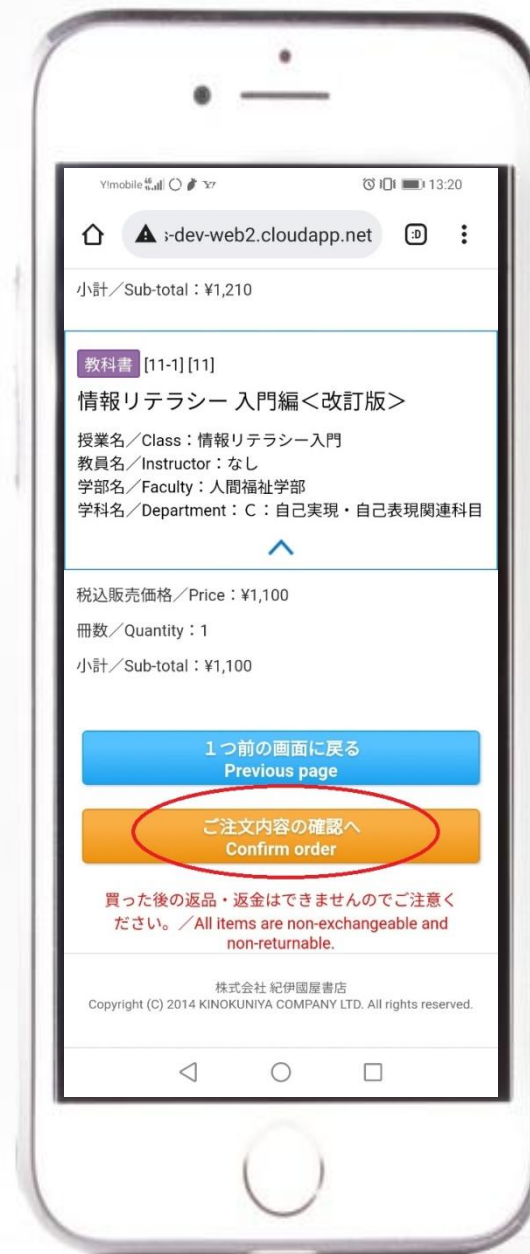 Y!mobile 13:20
s-dev-web2.cloudapp.net :D
小計／Sub-total：¥1,210
教科書 [11-1] [11]
情報リテラシー 入門編＜改訂版＞
授業名／Class：情報リテラシー入門
教員名／Instructor：なし
学部名／Faculty：人間福祉学部
学科名／Department：Ｃ：自己実現・自己表現関連科目
税込販売価格／Price：¥1,100
冊数／Quantity：1
小計／Sub-total：¥1,100
１つ前の画面に戻る
Previous page
ご注文内容の確認へ
Confirm order
買った後の返品・返金はできませんのでご注意く
ださい。／All items are non-exchangeable and
non-returnable.
株式会社 紀伊國屋書店
Copyright (C) 2014 KINOKUNIYA COMPANY LTD. All rights reserved.